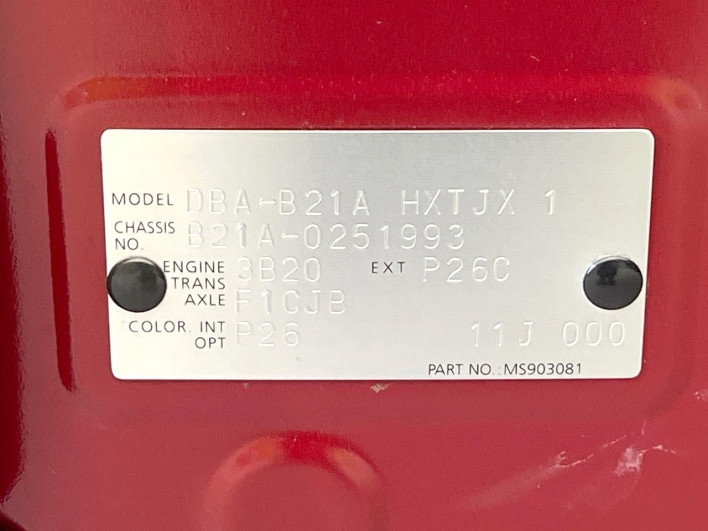 MODEL DBA-B21A HXTJX 1
CHASSIS NO. B21A-0251993
ENGINE 3B20 EXT P26C
TRANS AXLE F1CJB
COLOR. INT OPT P26 11J 000
PART NO.: MS903081